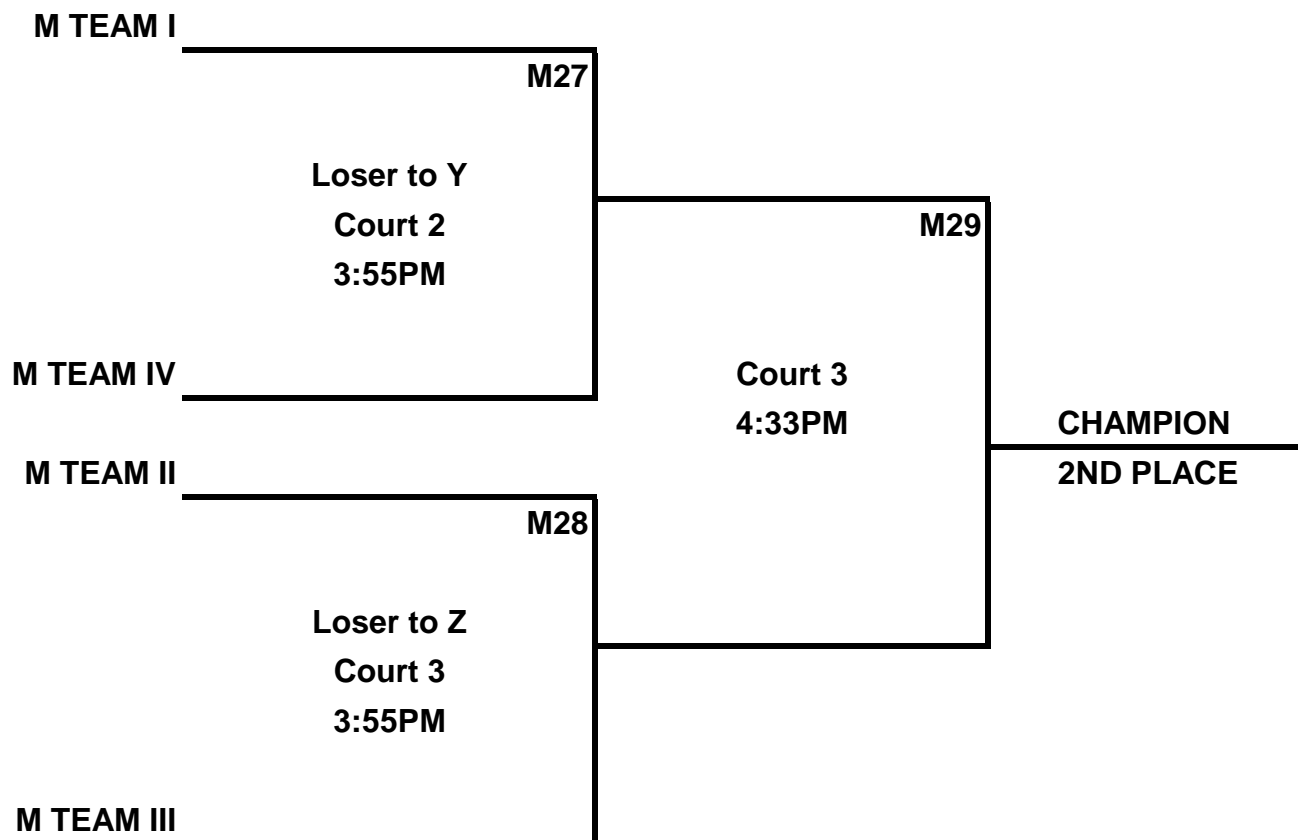 M TEAM I
M27
Loser to Y
Court 2
3:55PM
M29
M TEAM IV
Court 3
4:33PM
CHAMPION
2ND PLACE
M TEAM II
M28
Loser to Z
Court 3
3:55PM
M TEAM III